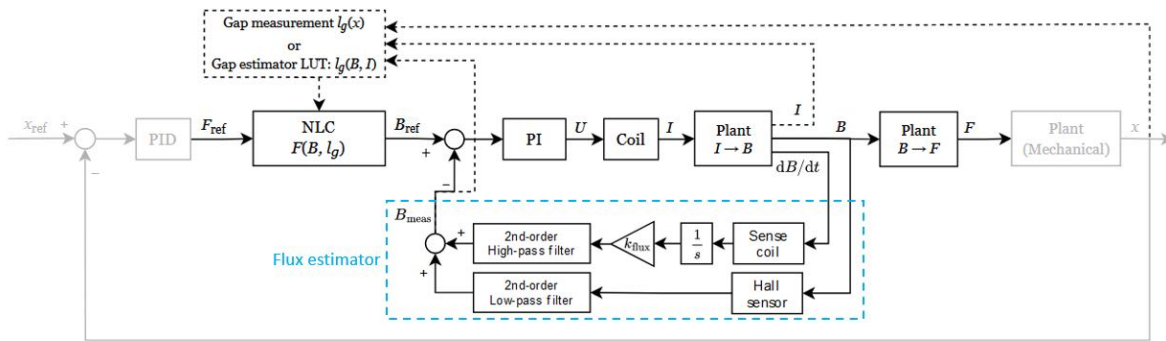 Gap measurement l_g(x)
or
Gap estimator LUT: l_g(B, I)
I
x_ref
+
−
PID
F_ref
NLC
F(B, l_g)
B_ref
+
−
PI
U
Coil
I
Plant
I → B
B
dB/dt
Plant
B → F
F
Plant
(Mechanical)
x
B_meas
Flux estimator
+
+
2nd-order
High-pass filter
k_flux
1
s
Sense
coil
2nd-order
Low-pass filter
Hall
sensor